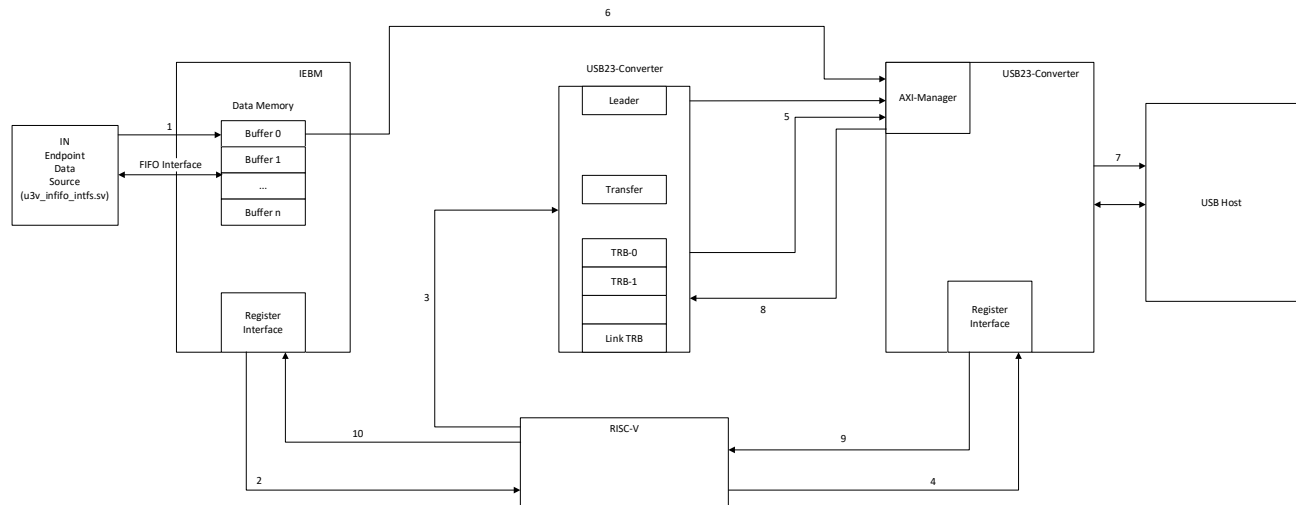 6
IEBM
USB23-Converter
USB23-Converter
Data Memory
Leader
AXI-Manager
1
Buffer 0
5
IN
Endpoint
Data
Source
(u3v_infifo_intfs.sv)
FIFO Interface
Buffer 1
...
Buffer n
Transfer
7
USB Host
TRB-0
TRB-1
Link TRB
3
8
Register
Interface
Register
Interface
RISC-V
10
9
2
4